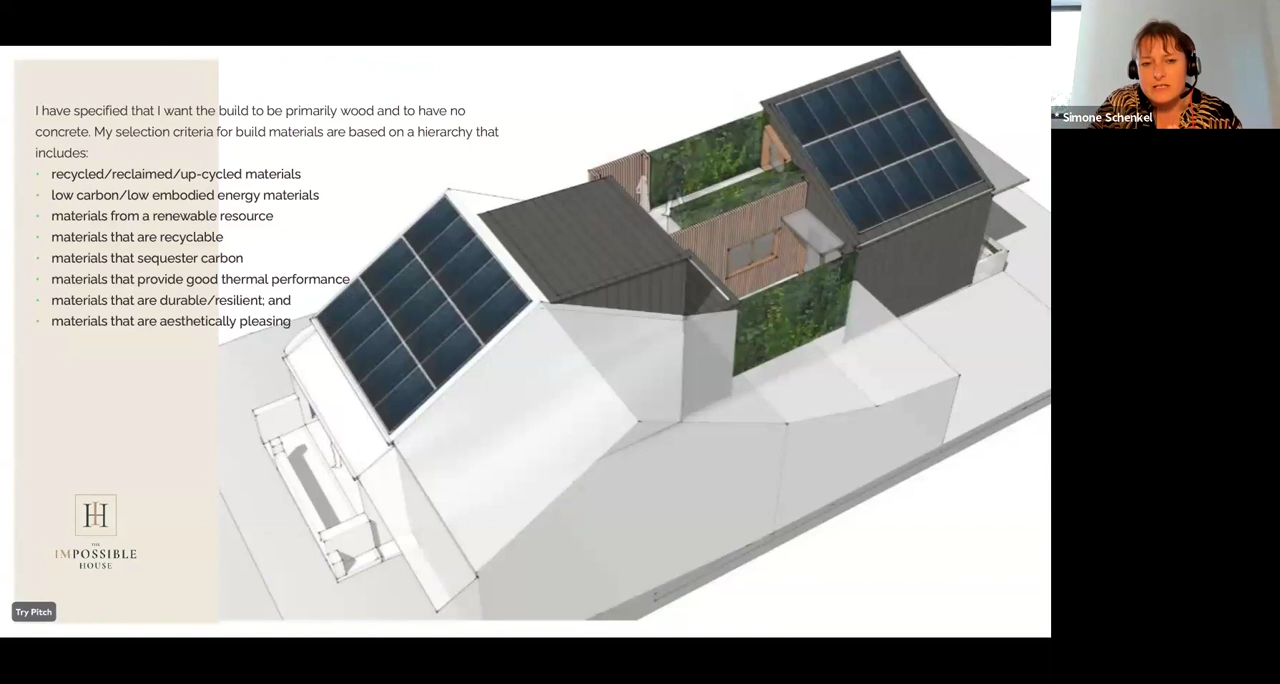 I have specified that I want the build to be primarily wood and to have no
concrete. My selection criteria for build materials are based on a hierarchy that
includes:
• recycled/reclaimed/up-cycled materials
• low carbon/low embodied energy materials
• materials from a renewable resource
• materials that are recyclable
• materials that sequester carbon
• materials that provide good thermal performance
• materials that are durable/resilient; and
• materials that are aesthetically pleasing
H
THE
IMPOSSIBLE
HOUSE
Try Pitch
Simone Schenkel